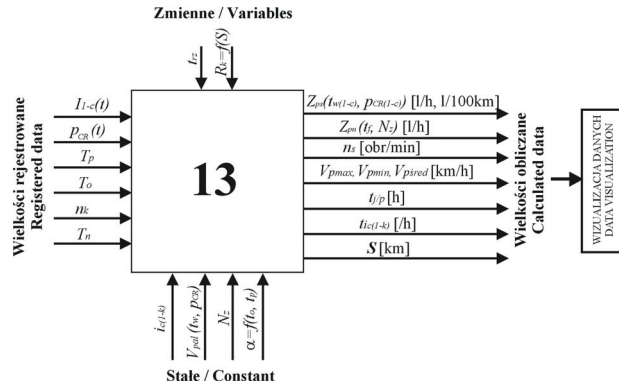 Zmienne / Variables
t_rz
R_k=f(S)
Wielkości rejestrowane
Registered data
I_1-c(t)
p_CR(t)
T_p
T_o
n_k
T_n
13
Z_ps(t_w(1-c), p_CR(1-c)) [l/h, l/100km]
Z_pn(t_f, N_z) [l/h]
n_s [obr/min]
V_pmax, V_pmin, V_pśred [km/h]
t_j/p [h]
t_ic(1-k) [/h]
S [km]
Wielkości obliczane
Calculated data
WIZUALIZACJA DANYCH
DATA VISUALIZATION
i_c(1-k)
V_pal(t_w, p_CR)
N_z
α=f(t_o, t_p)
Stałe / Constant